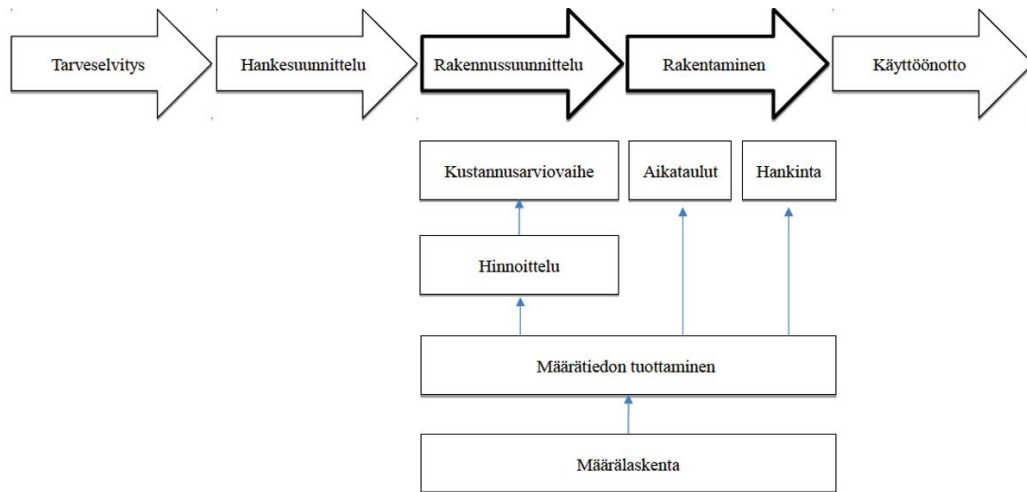 Tarveselvitys
Hankesuunnittelu
Rakennussuunnittelu
Rakentaminen
Käyttöönotto
Kustannusarviovaihe
Aikataulut
Hankinta
Hinnoittelu
Määrätiedon tuottaminen
Määrälaskenta